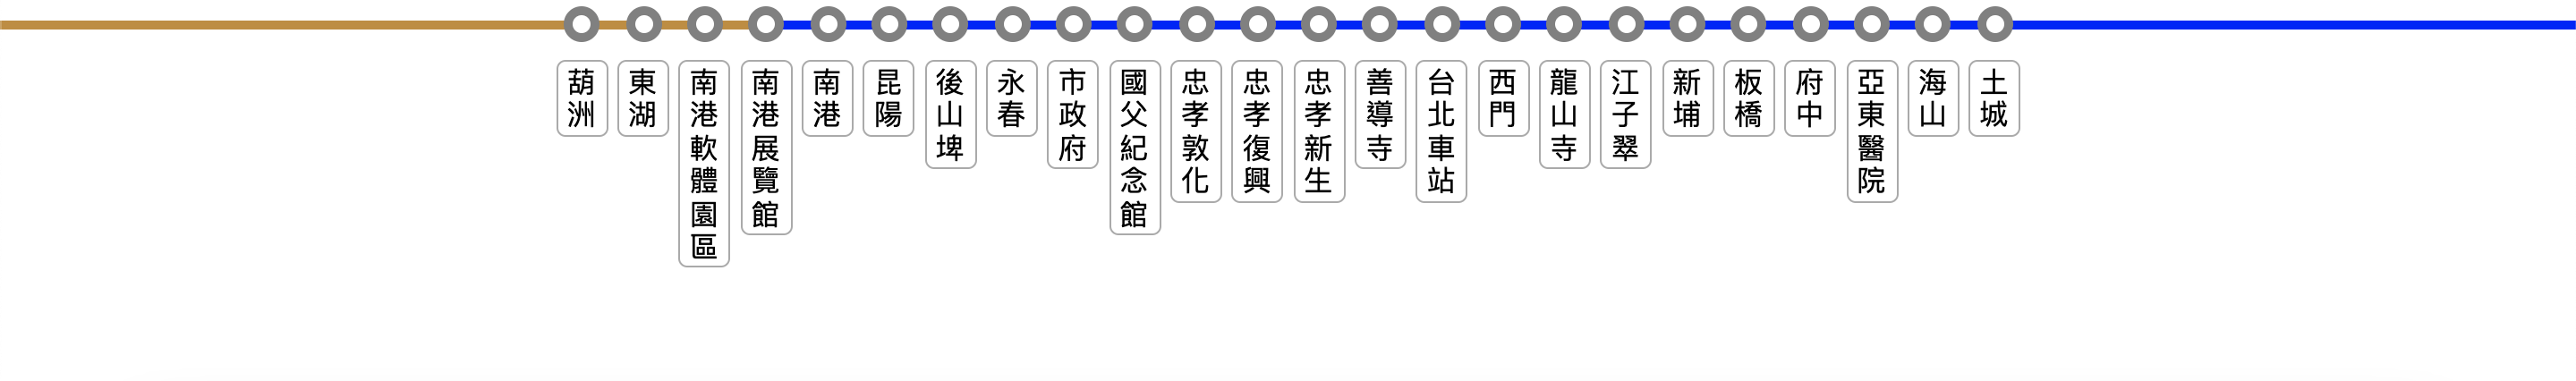 葫洲
東湖
南港軟體園區
南港展覽館
南港
昆陽
後山埤
永春
市政府
國父紀念館
忠孝敦化
忠孝復興
忠孝新生
善導寺
台北車站
西門
龍山寺
江子翠
新埔
板橋
府中
亞東醫院
海山
土城